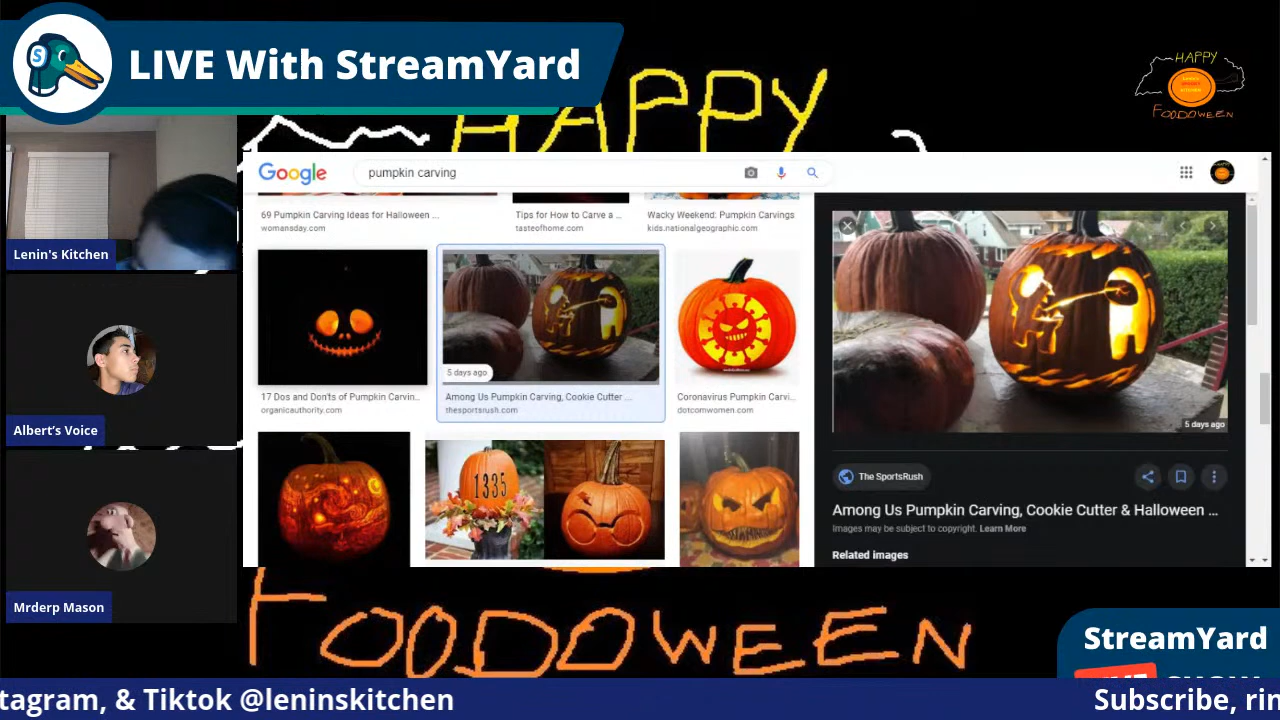 LIVE With StreamYard
HAPPY
HAPPY
FOODOWEEN
Lenin's Kitchen
Albert's Voice
Mrderp Mason
Google
pumpkin carving
69 Pumpkin Carving Ideas for Halloween ...
womansday.com
Tips for How to Carve a ...
tasteofhome.com
Wacky Weekend: Pumpkin Carvings
kids.nationalgeographic.com
5 days ago
17 Dos and Don'ts of Pumpkin Carvin...
organicauthority.com
Among Us Pumpkin Carving, Cookie Cutter ...
thesportsrush.com
Coronavirus Pumpkin Carvi...
dotcomwomen.com
1335
5 days ago
The SportsRush
Among Us Pumpkin Carving, Cookie Cutter & Halloween ...
Images may be subject to copyright. Learn More
Related images
FOODOWEEN
StreamYard
LIVE SHOW
tagram, & Tiktok @leninskitchen
Subscribe, rin